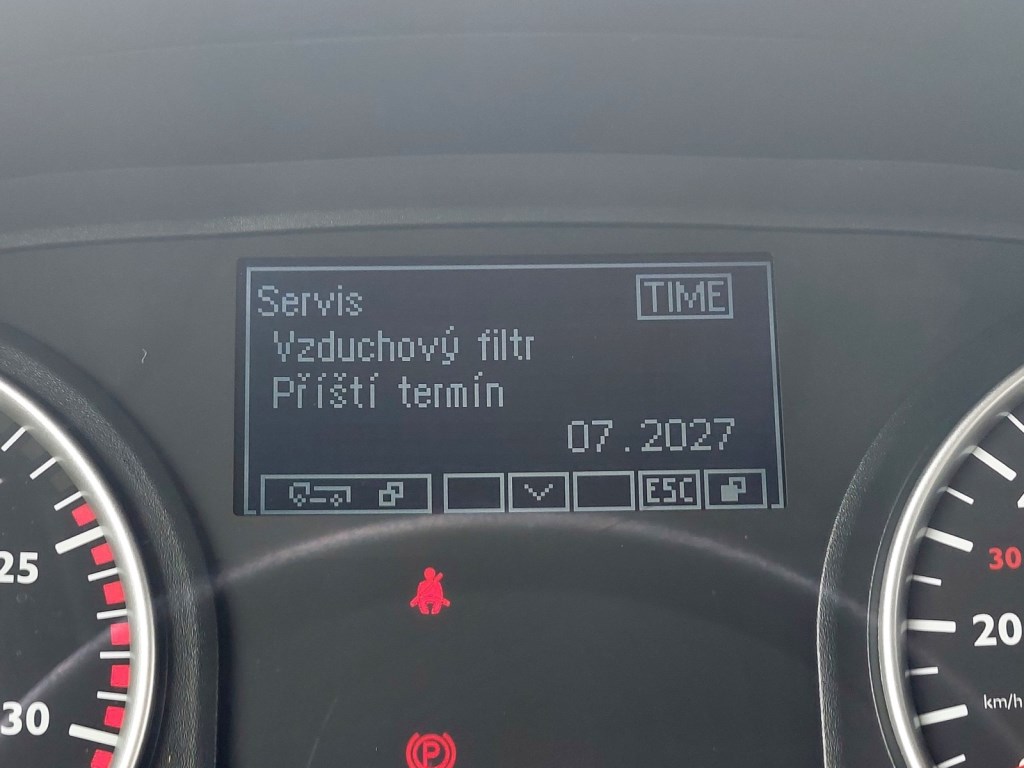 Servis TIME
Vzduchový filtr
Příští termín
07.2027
ESC
25
30
30
20
km/h
P